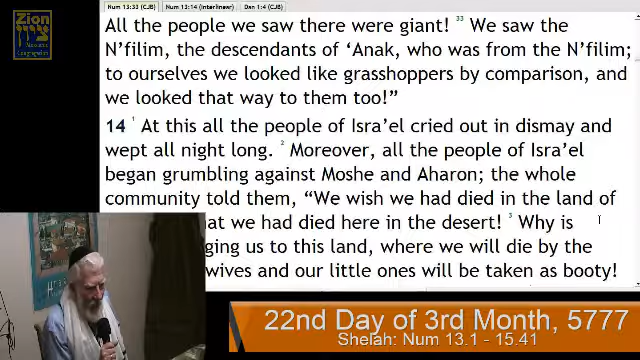 Zion
Messianic
Congregation
ציון
Num 13:33 (CJB)
Num 13:14 (Interlinear)
Dan 1:4 (CJB)
All the people we saw there were giant! 33 We saw the
N’filim, the descendants of ‘Anak, who was from the N’filim;
to ourselves we looked like grasshoppers by comparison, and
we looked that way to them too!”
14 1 At this all the people of Isra’el cried out in dismay and
wept all night long. 2 Moreover, all the people of Isra’el
began grumbling against Moshe and Aharon; the whole
community told them, “We wish we had died in the land of
at we had died here in the desert! 3 Why is
ging us to this land, where we will die by the
wives and our little ones will be taken as booty!
22nd Day of 3rd Month, 5777
Shelah: Num 13.1 - 15.41